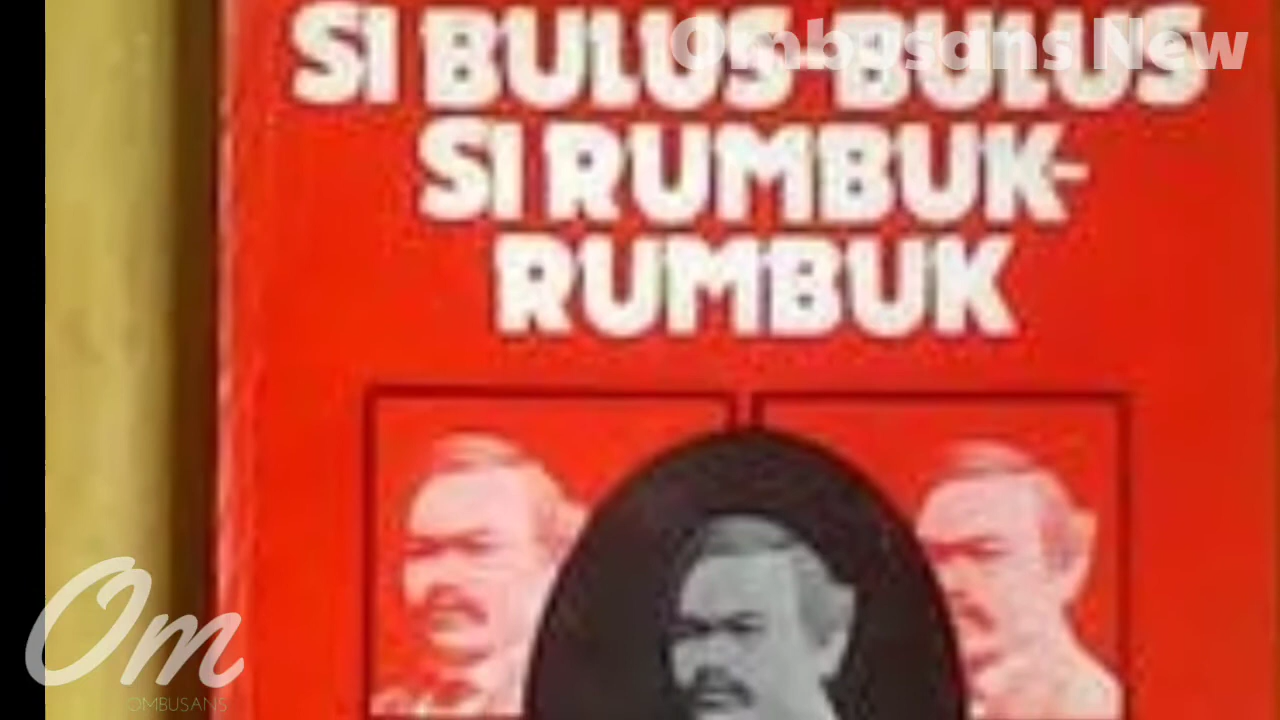 SI BULUS-BULUS
SI RUMBUK-
RUMBUK
Ombusans New
Om
OMBUSANS